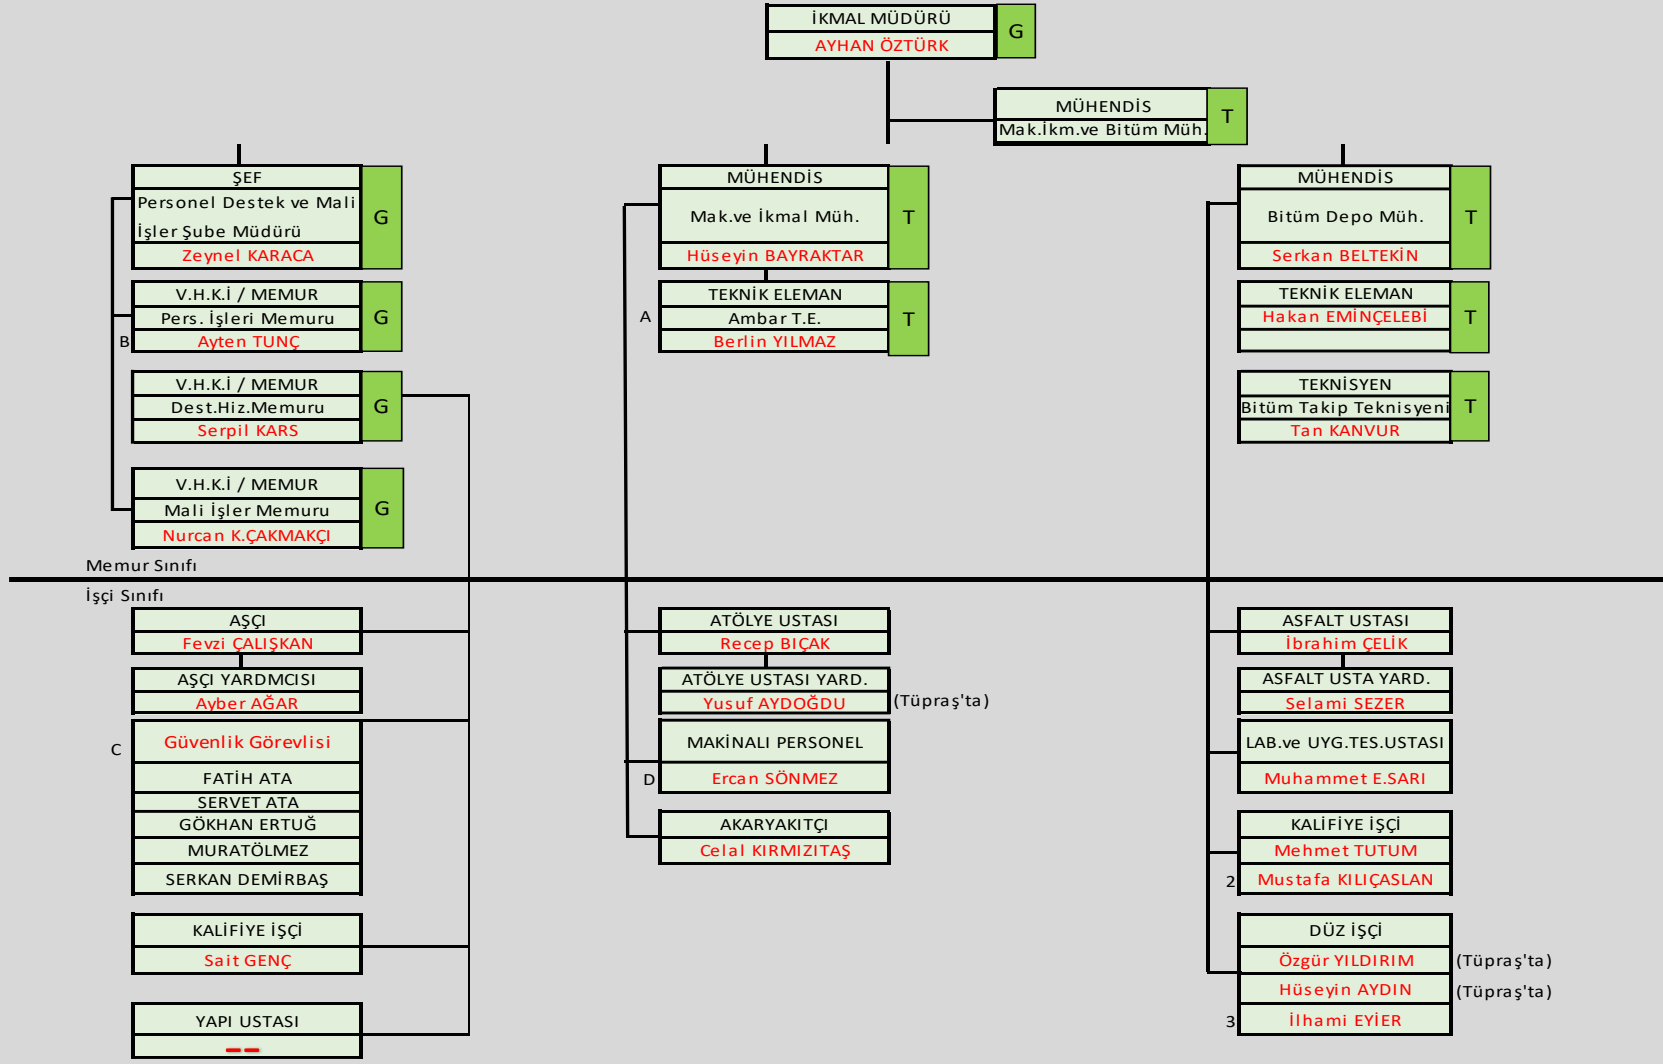 İKMAL MÜDÜRÜ
AYHAN ÖZTÜRK
G
MÜHENDİS
Mak.İkm.ve Bitüm Müh.
T
ŞEF
Personel Destek ve Mali
İşler Şube Müdürü
Zeynel KARACA
G
V.H.K.İ / MEMUR
Pers. İşleri Memuru
Ayten TUNÇ
G
B
V.H.K.İ / MEMUR
Dest.Hiz.Memuru
Serpil KARS
G
V.H.K.İ / MEMUR
Mali İşler Memuru
Nurcan K.ÇAKMAKÇI
G
MÜHENDİS
Mak.ve İkmal Müh.
Hüseyin BAYRAKTAR
T
A
TEKNİK ELEMAN
Ambar T.E.
Berlin YILMAZ
T
MÜHENDİS
Bitüm Depo Müh.
Serkan BELTEKİN
T
TEKNİK ELEMAN
Hakan EMİNÇELEBİ
T
TEKNİSYEN
Bitüm Takip Teknisyeni
Tan KANVUR
T
Memur Sınıfı
İşçi Sınıfı
AŞÇI
Fevzi ÇALIŞKAN
AŞÇI YARDMCISI
Ayber AĞAR
C
Güvenlik Görevlisi
FATİH ATA
SERVET ATA
GÖKHAN ERTUĞ
MURATÖLMEZ
SERKAN DEMİRBAŞ
KALİFİYE İŞÇİ
Sait GENÇ
YAPI USTASI
––
ATÖLYE USTASI
Recep BIÇAK
ATÖLYE USTASI YARD.
Yusuf AYDOĞDU
(Tüpraş'ta)
MAKİNALI PERSONEL
D
Ercan SÖNMEZ
AKARYAKITÇI
Celal KIRMIZITAŞ
ASFALT USTASI
İbrahim ÇELİK
ASFALT USTA YARD.
Selami SEZER
LAB.ve UYG.TES.USTASI
Muhammet E.SARI
KALİFİYE İŞÇİ
Mehmet TUTUM
2
Mustafa KILIÇASLAN
DÜZ İŞÇİ
Özgür YILDIRIM
(Tüpraş'ta)
Hüseyin AYDIN
(Tüpraş'ta)
3
İlhami EYİER